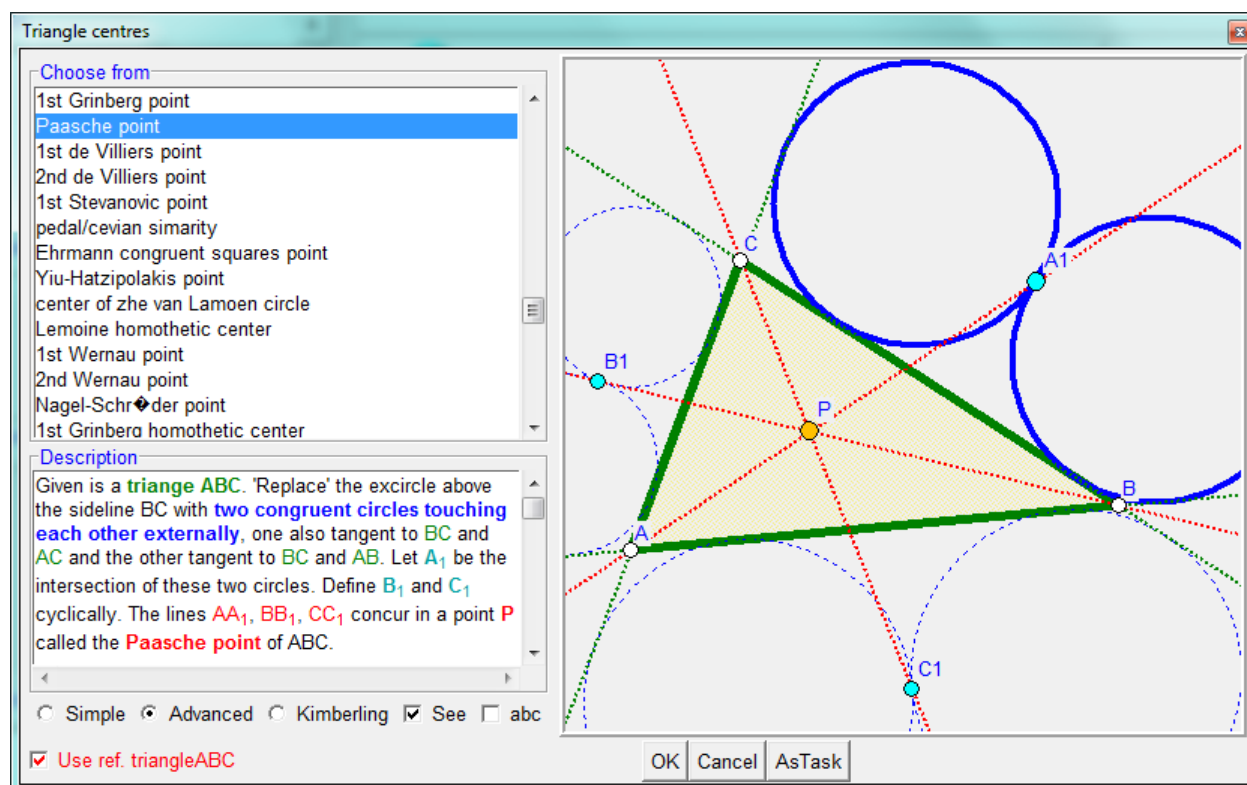 Triangle centres
Choose from
1st Grinberg point
Paasche point
1st de Villiers point
2nd de Villiers point
1st Stevanovic point
pedal/cevian simarity
Ehrmann congruent squares point
Yiu-Hatzipolakis point
center of zhe van Lamoen circle
Lemoine homothetic center
1st Wernau point
2nd Wernau point
Nagel-Schr�der point
1st Grinberg homothetic center
Description
Given is a triange ABC. 'Replace' the excircle above
the sideline BC with two congruent circles touching
each other externally, one also tangent to BC and
AC and the other tangent to BC and AB. Let A1 be the
intersection of these two circles. Define B1 and C1
cyclically. The lines AA1, BB1, CC1 concur in a point P
called the Paasche point of ABC.
Simple Advanced Kimberling See abc
Use ref. triangleABC
C
A1
B1
P
B
A
C1
OK Cancel AsTask